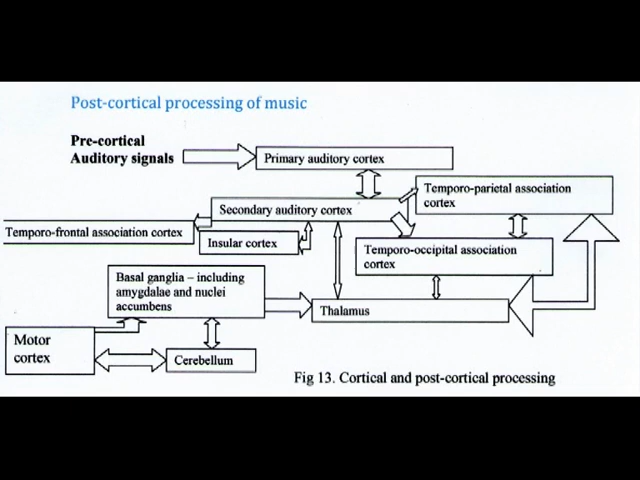 Post-cortical processing of music
Pre-cortical
Auditory signals
Primary auditory cortex
Temporo-parietal association
cortex
Secondary auditory cortex
Temporo-frontal association cortex
Insular cortex
Temporo-occipital association
cortex
Basal ganglia – including
amygdalae and nuclei
accumbens
Thalamus
Motor
cortex
Cerebellum
Fig 13. Cortical and post-cortical processing